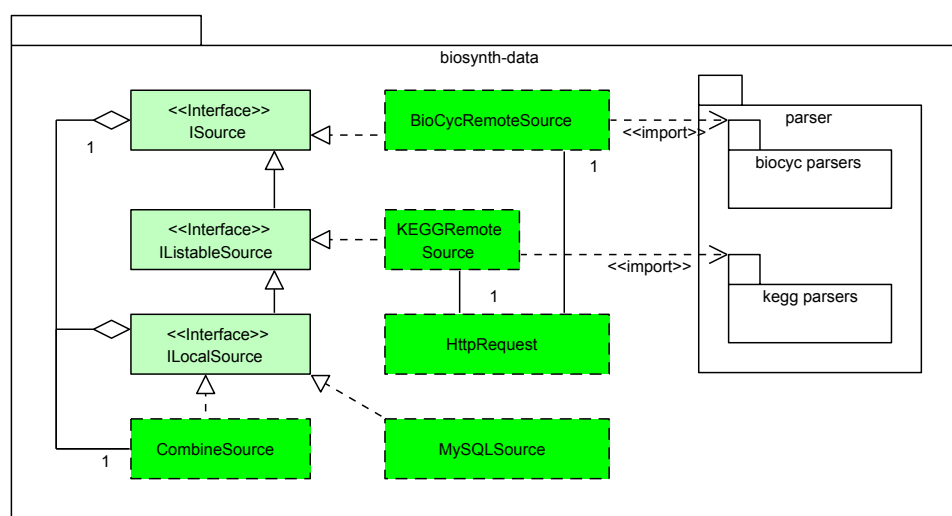 biosynth-data
<<Interface>>
ISource
BioCycRemoteSource
<<import>>
parser
biocyc parsers
1
1
<<Interface>>
IListableSource
KEGGRemote
Source
<<import>>
kegg parsers
1
<<Interface>>
ILocalSource
HttpRequest
CombineSource
MySQLSource
1